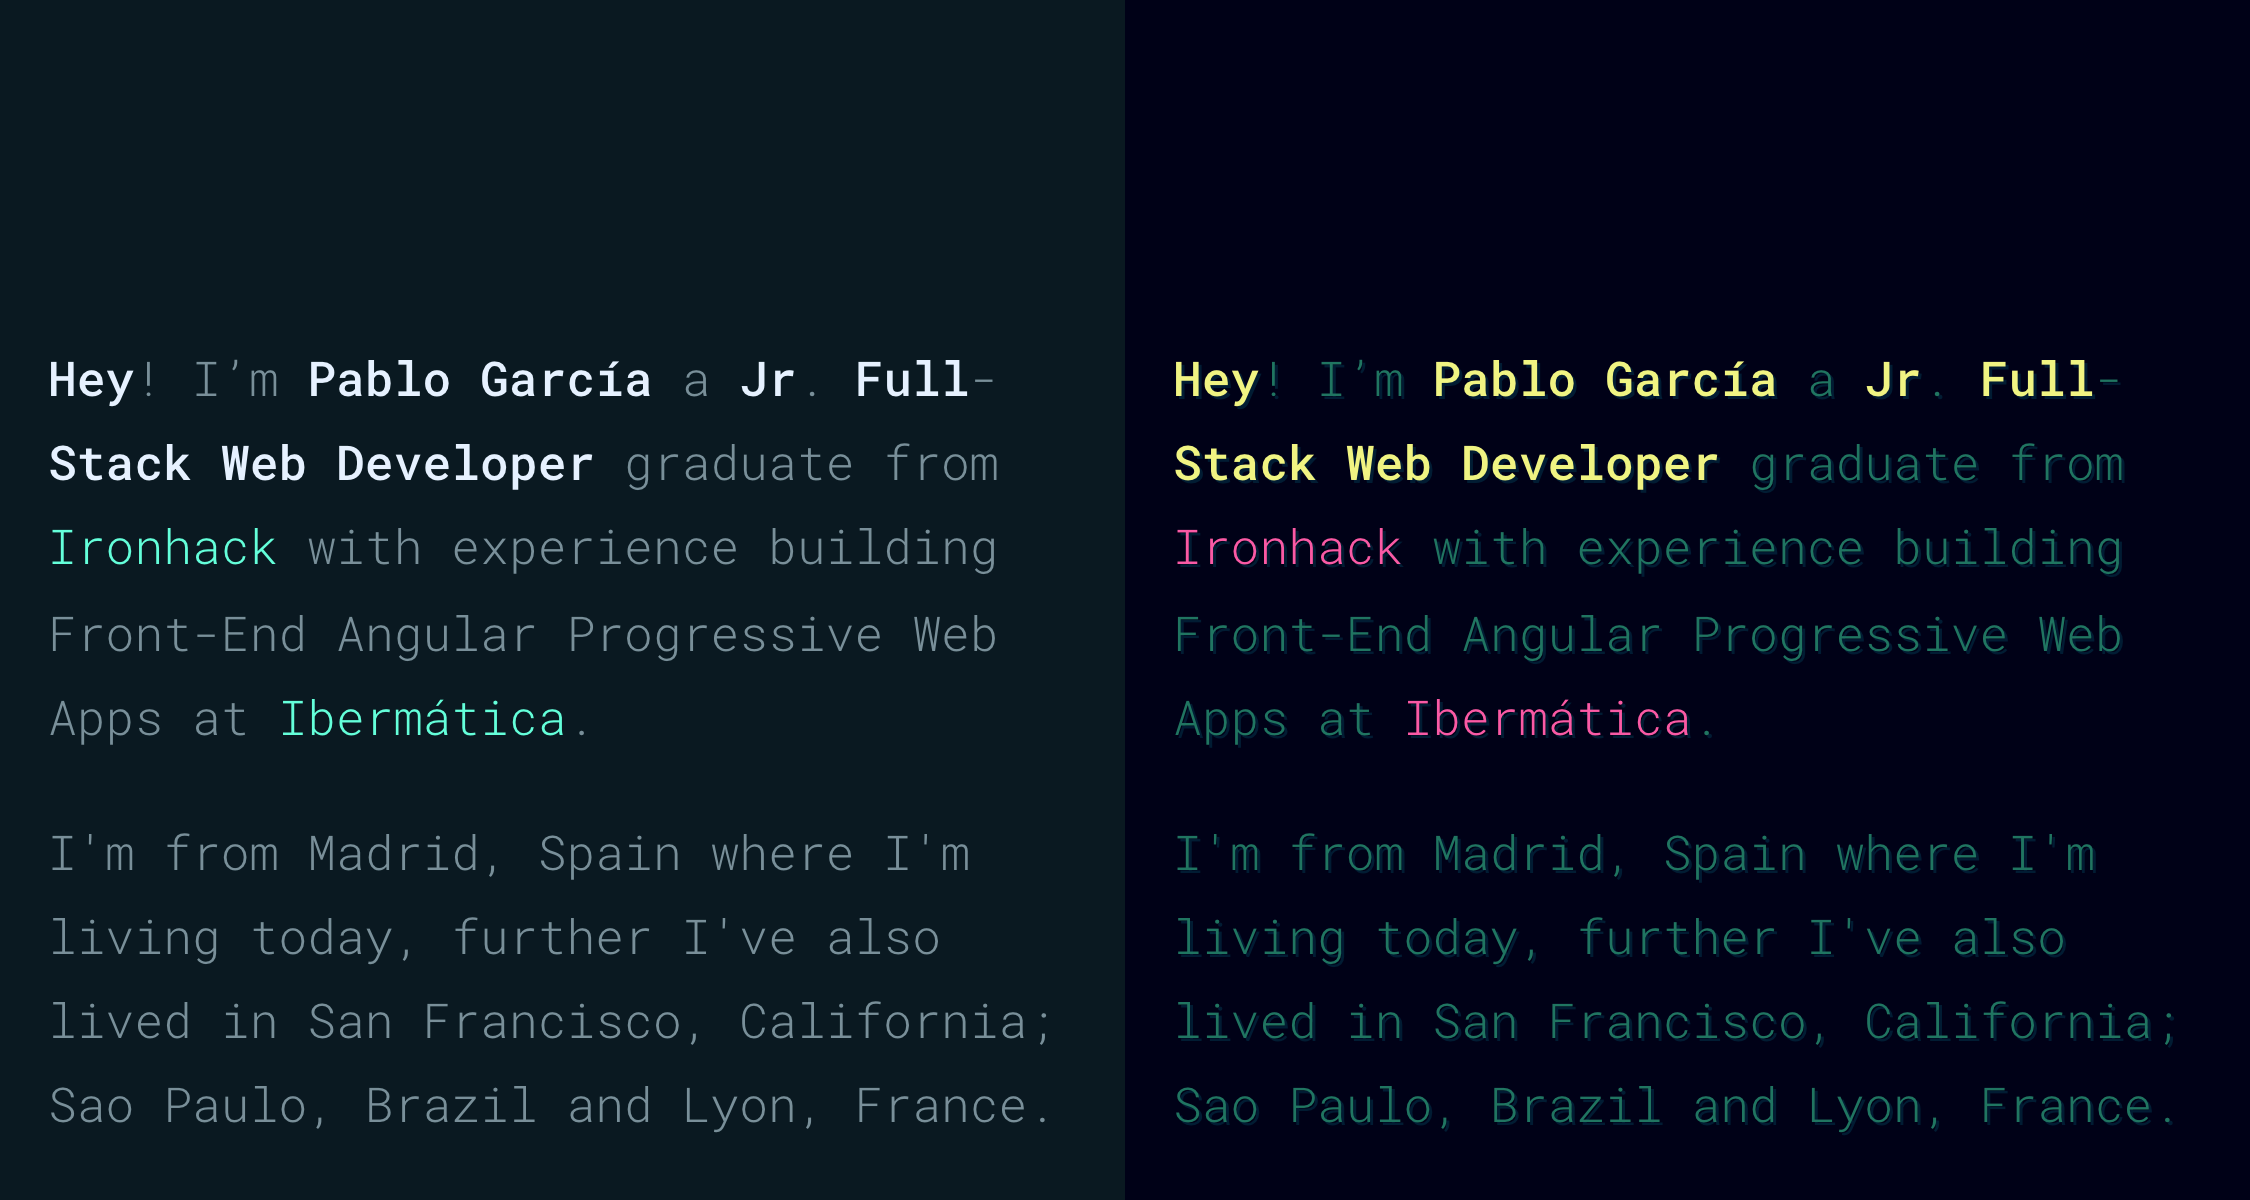 Hey! I’m Pablo García a Jr. Full-
Stack Web Developer graduate from
Ironhack with experience building
Front-End Angular Progressive Web
Apps at Ibermática.
I'm from Madrid, Spain where I'm
living today, further I've also
lived in San Francisco, California;
Sao Paulo, Brazil and Lyon, France.
Hey! I’m Pablo García a Jr. Full-
Stack Web Developer graduate from
Ironhack with experience building
Front-End Angular Progressive Web
Apps at Ibermática.
I'm from Madrid, Spain where I'm
living today, further I've also
lived in San Francisco, California;
Sao Paulo, Brazil and Lyon, France.